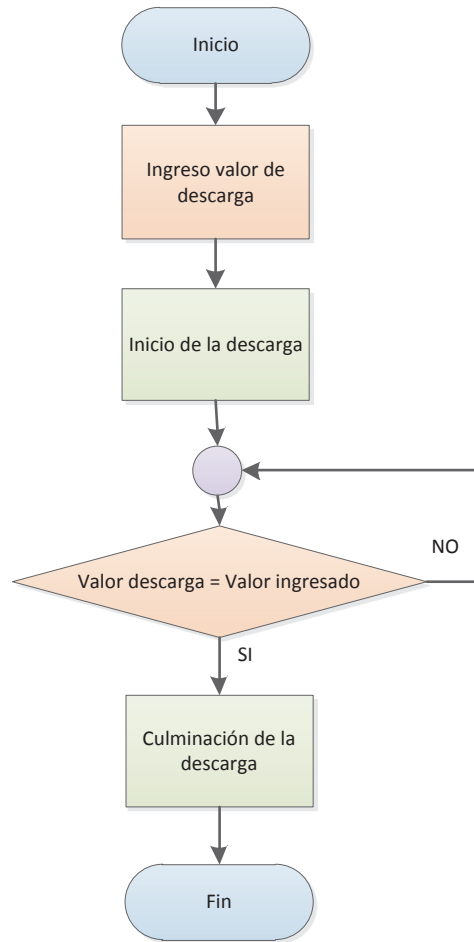 Inicio
Ingreso valor de
descarga
Inicio de la descarga
NO
Valor descarga = Valor ingresado
SI
Culminación de la
descarga
Fin